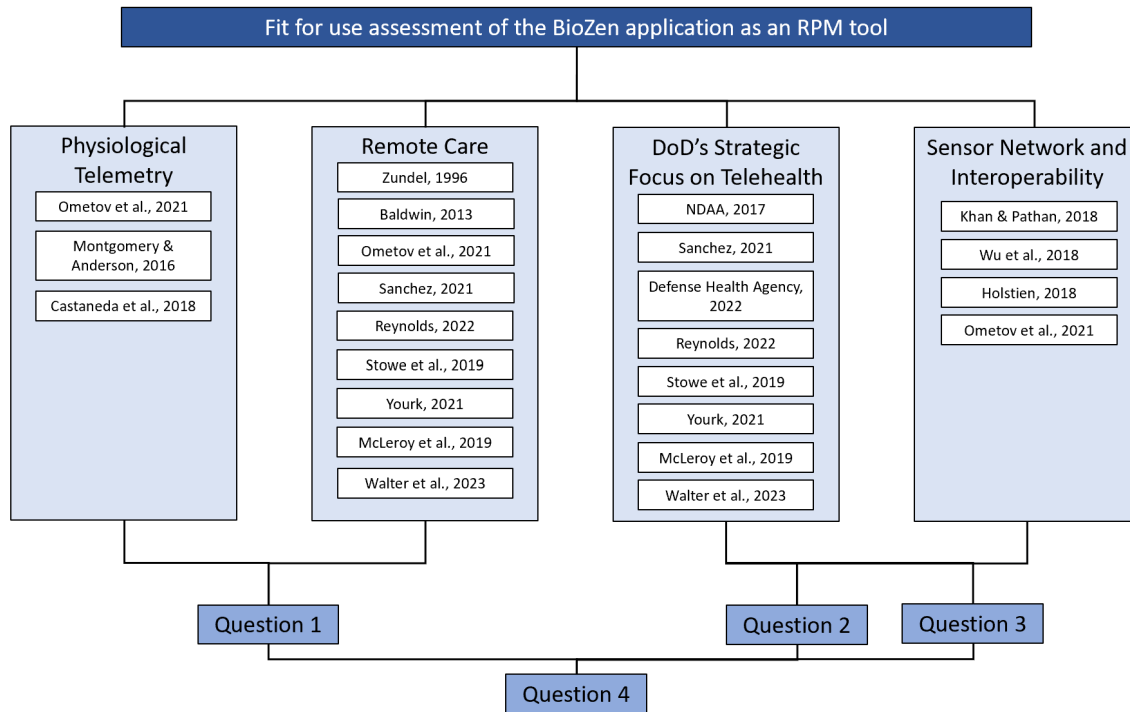 Fit for use assessment of the BioZen application as an RPM tool
Physiological
Telemetry
Ometov et al., 2021
Montgomery &
Anderson, 2016
Castaneda et al., 2018
Remote Care
Zundel, 1996
Baldwin, 2013
Ometov et al., 2021
Sanchez, 2021
Reynolds, 2022
Stowe et al., 2019
Yourk, 2021
McLeroy et al., 2019
Walter et al., 2023
DoD's Strategic
Focus on Telehealth
NDAA, 2017
Sanchez, 2021
Defense Health Agency,
2022
Reynolds, 2022
Stowe et al., 2019
Yourk, 2021
McLeroy et al., 2019
Walter et al., 2023
Sensor Network and
Interoperability
Khan & Pathan, 2018
Wu et al., 2018
Holstien, 2018
Ometov et al., 2021
Question 1
Question 2
Question 3
Question 4